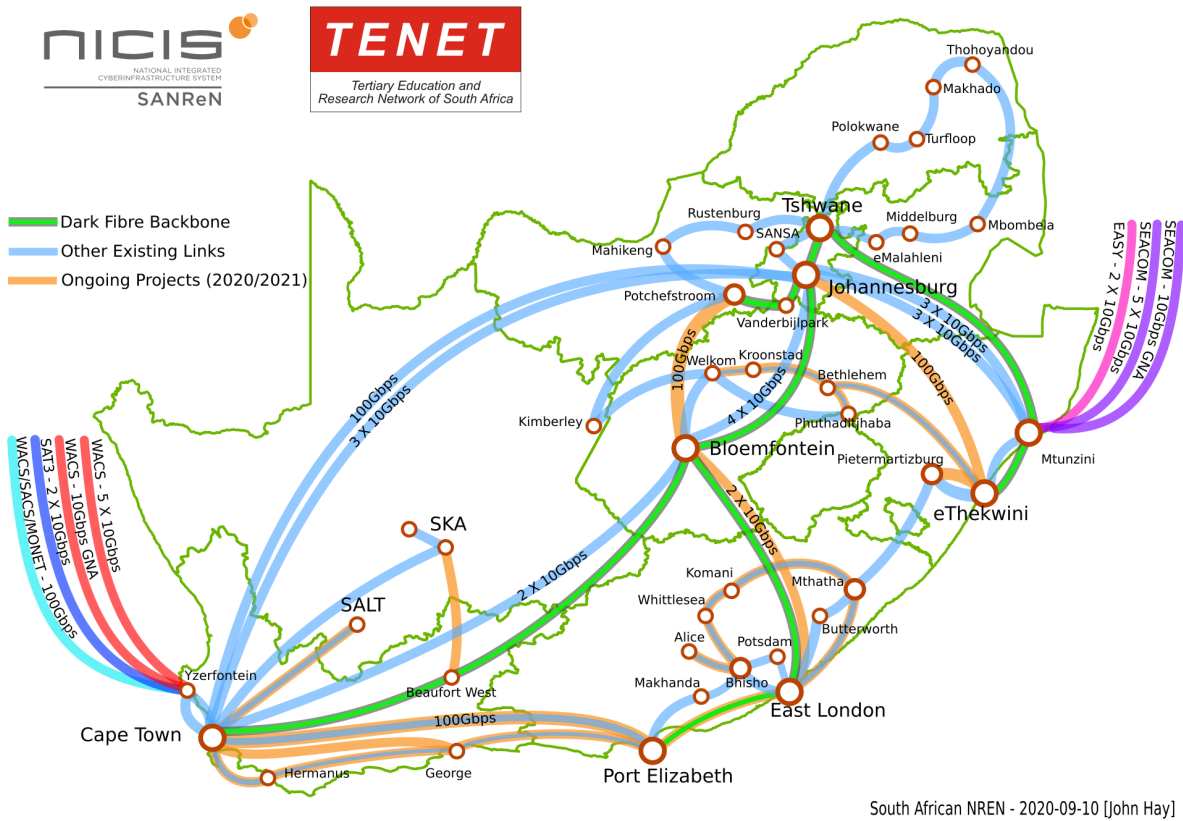 NICIS
NATIONAL INTEGRATED
CYBERINFRASTRUCTURE SYSTEM
SANReN
TENET
Tertiary Education and
Research Network of South Africa
Dark Fibre Backbone
Other Existing Links
Ongoing Projects (2020/2021)
Thohoyandou
Makhado
Polokwane
Turfloop
Tshwane
Rustenburg
SANSA
Middelburg
Mbombela
Mahikeng
eMalahleni
Johannesburg
Potchefstroom
Vanderbijlpark
EASY - 2 X 10Gbps
SEACOM - 5 X 10Gbps
SEACOM - 10Gbps GNA
3 X 10Gbps
3 X 10Gbps
100Gbps
100Gbps
Welkom
Kroonstad
Bethlehem
4 X 10Gbps
100Gbps
3 X 10Gbps
Kimberley
Phuthaditjhaba
Bloemfontein
Pietermartizburg
Mtunzini
eThekwini
WACS/SACS/MONET - 100Gbps
SAT3 - 2 X 10Gbps
WACS - 10Gbps GNA
WACS - 5 X 10Gbps
SKA
2 X 10Gbps
2 X 10Gbps
SALT
Komani
Mthatha
Whittlesea
Butterworth
Alice
Potsdam
Yzerfontein
Beaufort West
Makhanda
Bhisho
East London
Cape Town
100Gbps
Hermanus
George
Port Elizabeth
South African NREN - 2020-09-10 [John Hay]